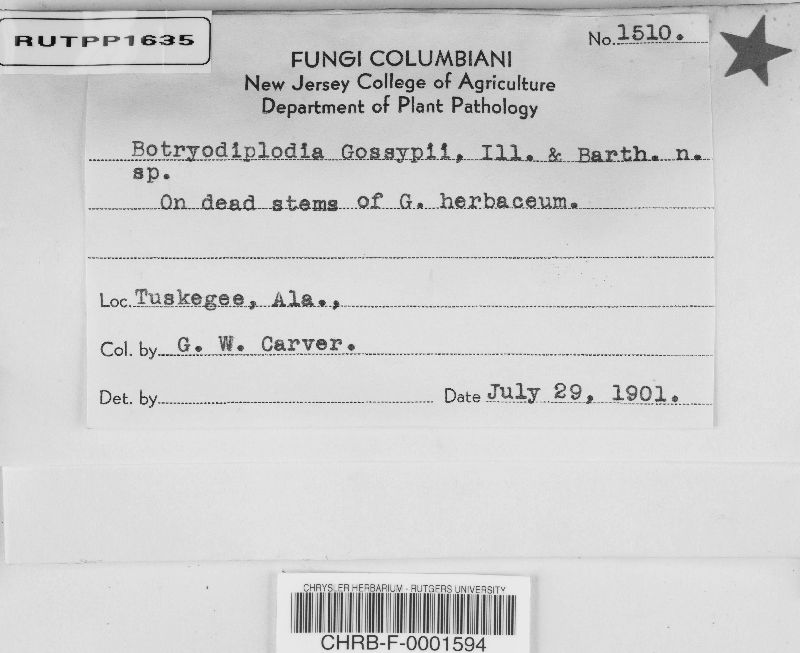 RUTPP1635
No. 1510.
FUNGI COLUMBIANI
New Jersey College of Agriculture
Department of Plant Pathology
Botryodiplodia Gossypii, Ill. & Barth. n.
sp.
On dead stems of G. herbaceum.
Loc. Tuskegee, Ala.,
Col. by G. W. Carver.
Det. by Date July 29, 1901.
CHRYSLER HERBARIUM - RUTGERS UNIVERSITY
CHRB-F-0001594